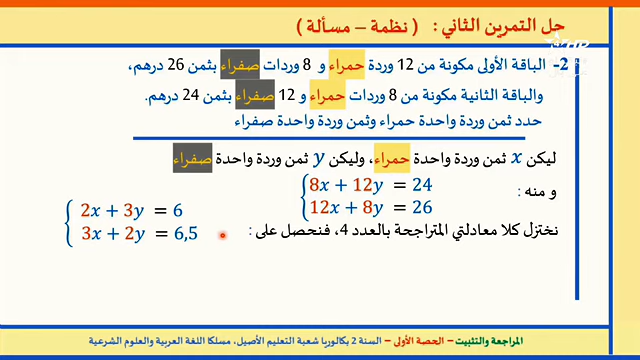 حل التمرين الثاني : ( نظمة – مسألة )
2- الباقة الأولى مكونة من 12 وردة حمراء و 8 وردات صفراء بثمن 26 درهم،
والباقة الثانية مكونة من 8 وردات حمراء و 12 صفراء بثمن 24 درهم.
حدد ثمن وردة واحدة حمراء وثمن وردة واحدة صفراء
ليكن x ثمن وردة واحدة حمراء، وليكن y ثمن وردة واحدة صفراء
و منه :
8x + 12y = 24
12x + 8y = 26
نختزل كلا معادلتي المتراجحة بالعدد 4، فنحصل على :
2x + 3y = 6
3x + 2y = 6,5
المراجعة والتثبيت – الحصة الأولى – السنة 2 بكالوريا شعبة التعليم الأصيل، مسلكا اللغة العربية والعلوم الشرعية